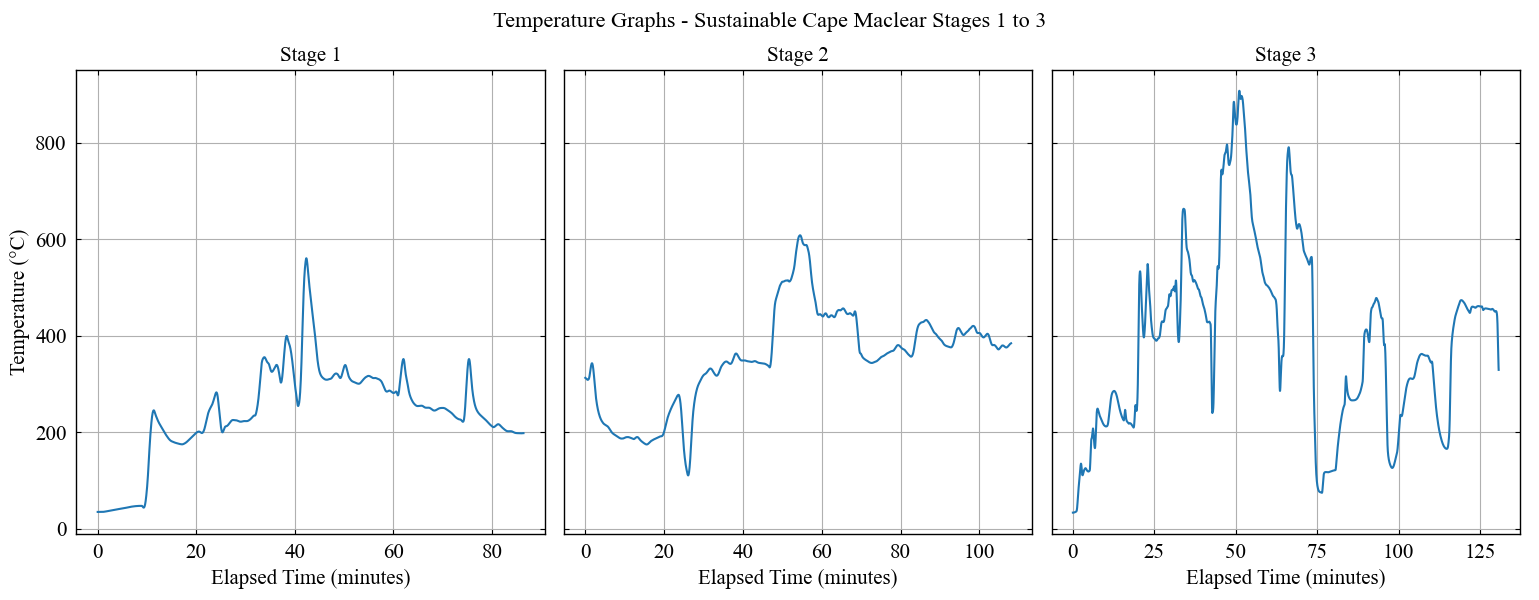 Temperature Graphs - Sustainable Cape Maclear Stages 1 to 3
Stage 1
Stage 2
Stage 3
Temperature (°C)
800
600
400
200
0
0 20 40 60 80
0 20 40 60 80 100
0 25 50 75 100 125
Elapsed Time (minutes)
Elapsed Time (minutes)
Elapsed Time (minutes)